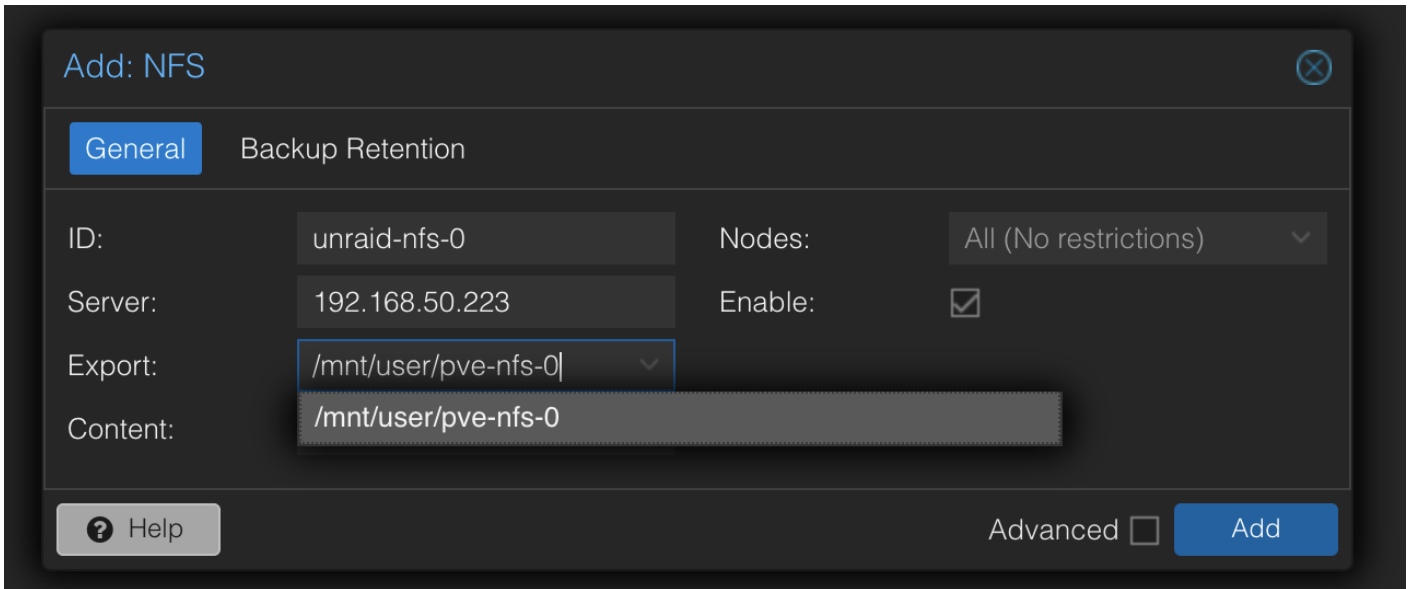 Add: NFS
General Backup Retention
ID: unraid-nfs-0 Nodes: All (No restrictions)
Server: 192.168.50.223 Enable:
Export: /mnt/user/pve-nfs-0
/mnt/user/pve-nfs-0
Content:
Help Advanced Add